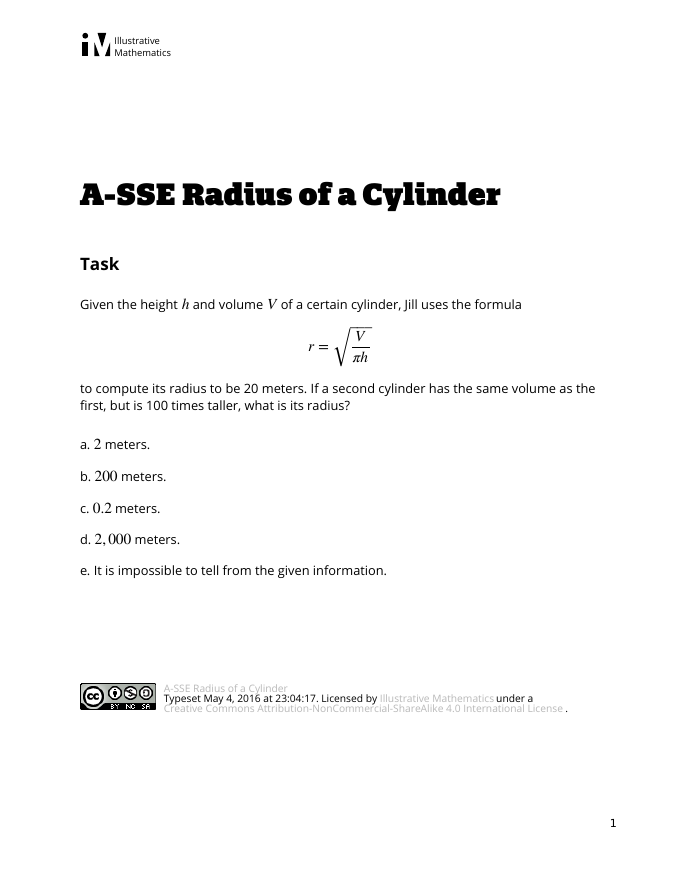 Illustrative
Mathematics
A-SSE Radius of a Cylinder
Task
Given the height h and volume V of a certain cylinder, Jill uses the formula
r = √(V/πh)
to compute its radius to be 20 meters. If a second cylinder has the same volume as the
first, but is 100 times taller, what is its radius?
a. 2 meters.
b. 200 meters.
c. 0.2 meters.
d. 2,000 meters.
e. It is impossible to tell from the given information.
A-SSE Radius of a Cylinder
Typeset May 4, 2016 at 23:04:17. Licensed by Illustrative Mathematics under a
Creative Commons Attribution-NonCommercial-ShareAlike 4.0 International License .
cc BY NC SA
1